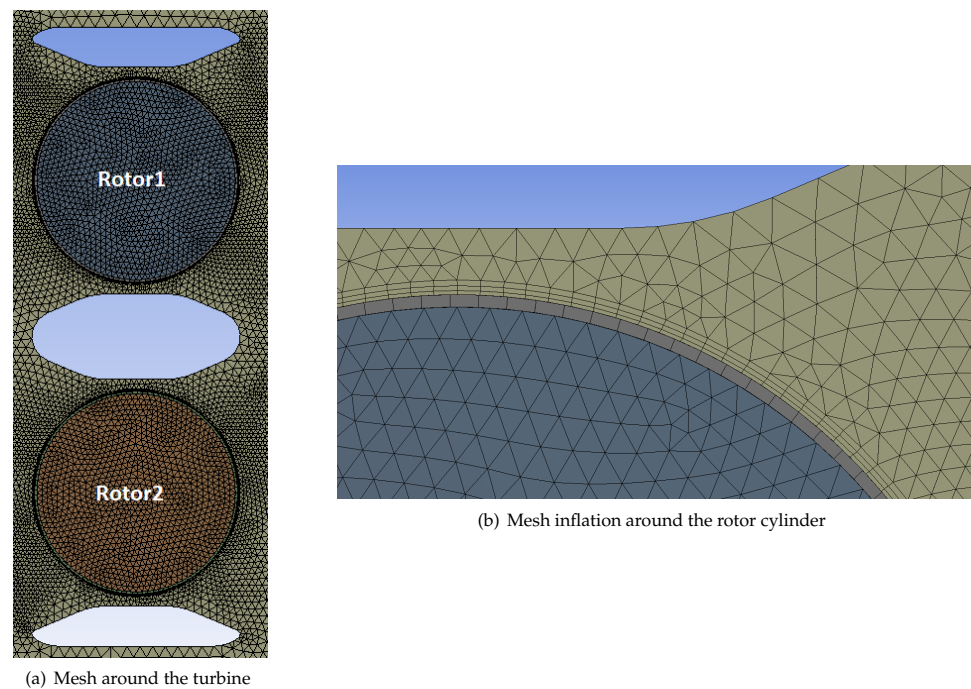 Rotor1
Rotor2
(a) Mesh around the turbine
(b) Mesh inflation around the rotor cylinder